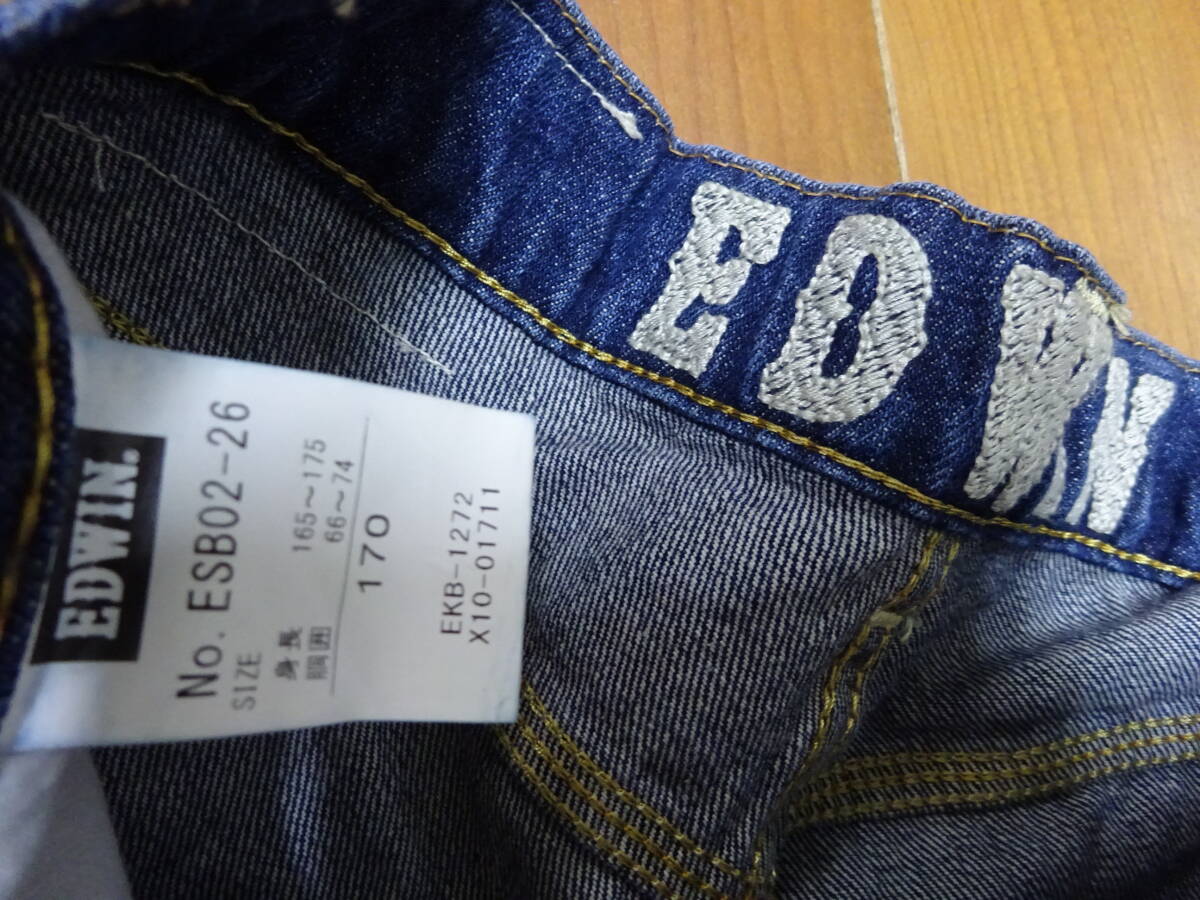 EDWIN
EDWIN.
No. ESB02-26
SIZE
身長 165～175
胴囲 66～74
170
EKB-1272
X10-01711